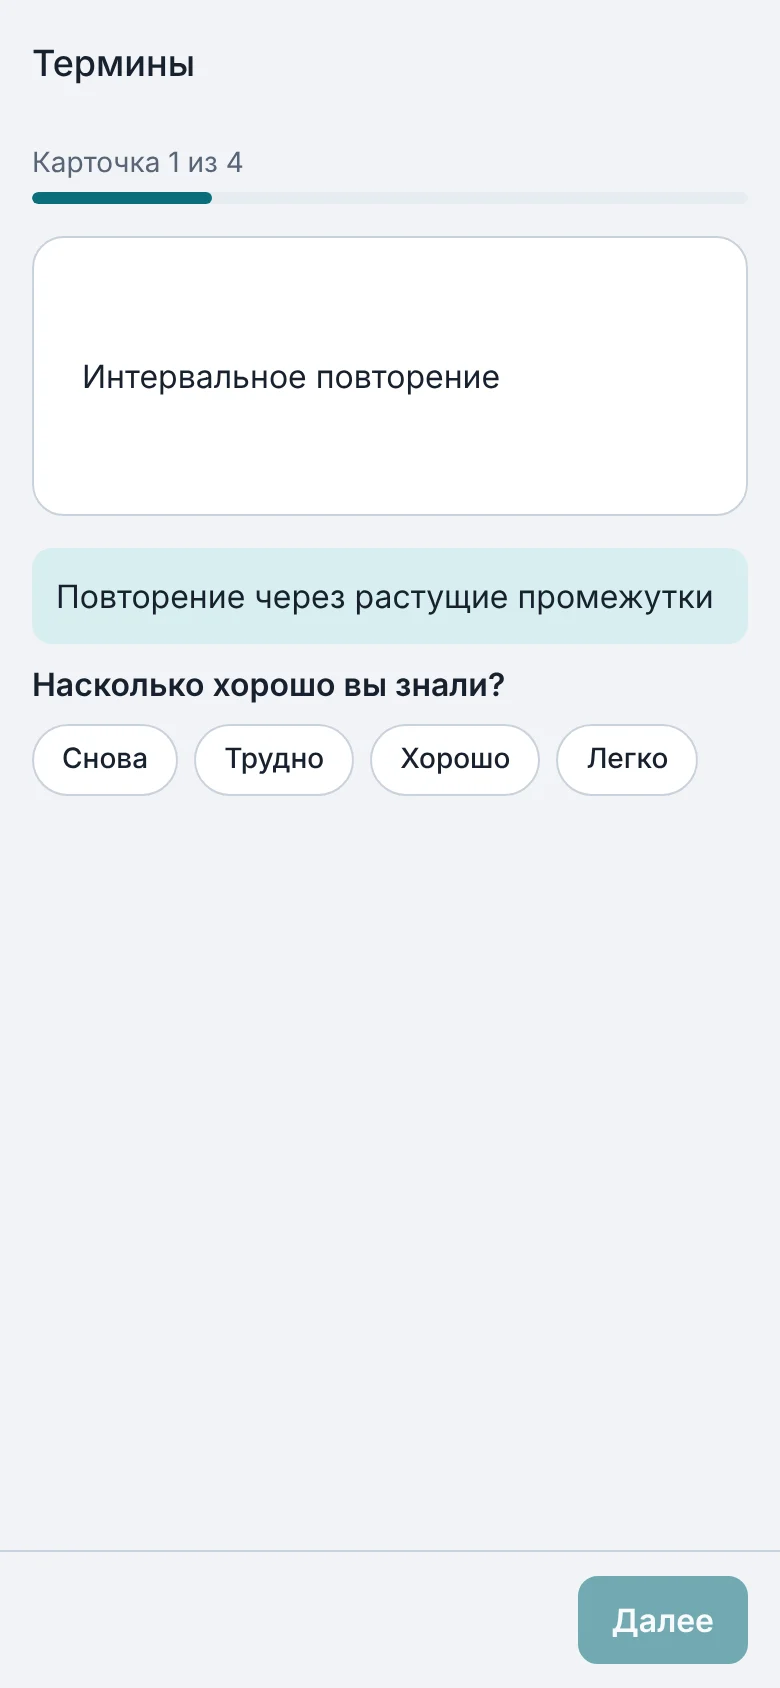 Термины
Карточка 1 из 4
Интервальное повторение
Повторение через растущие промежутки
Насколько хорошо вы знали?
Снова
Трудно
Хорошо
Легко
Далее